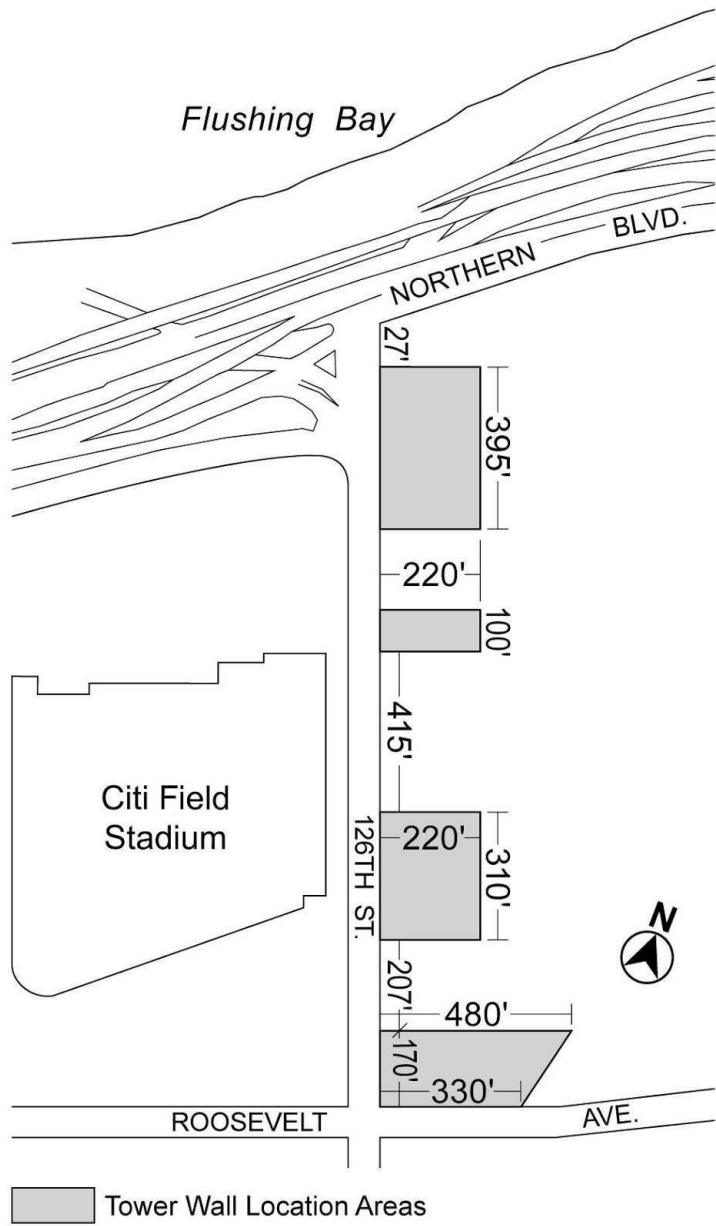 Flushing Bay
NORTHERN BLVD.
27'
395'
220'
100'
415'
Citi Field
Stadium
126TH ST.
220'
310'
N
207'
480'
170'
330'
ROOSEVELT AVE.
Tower Wall Location Areas